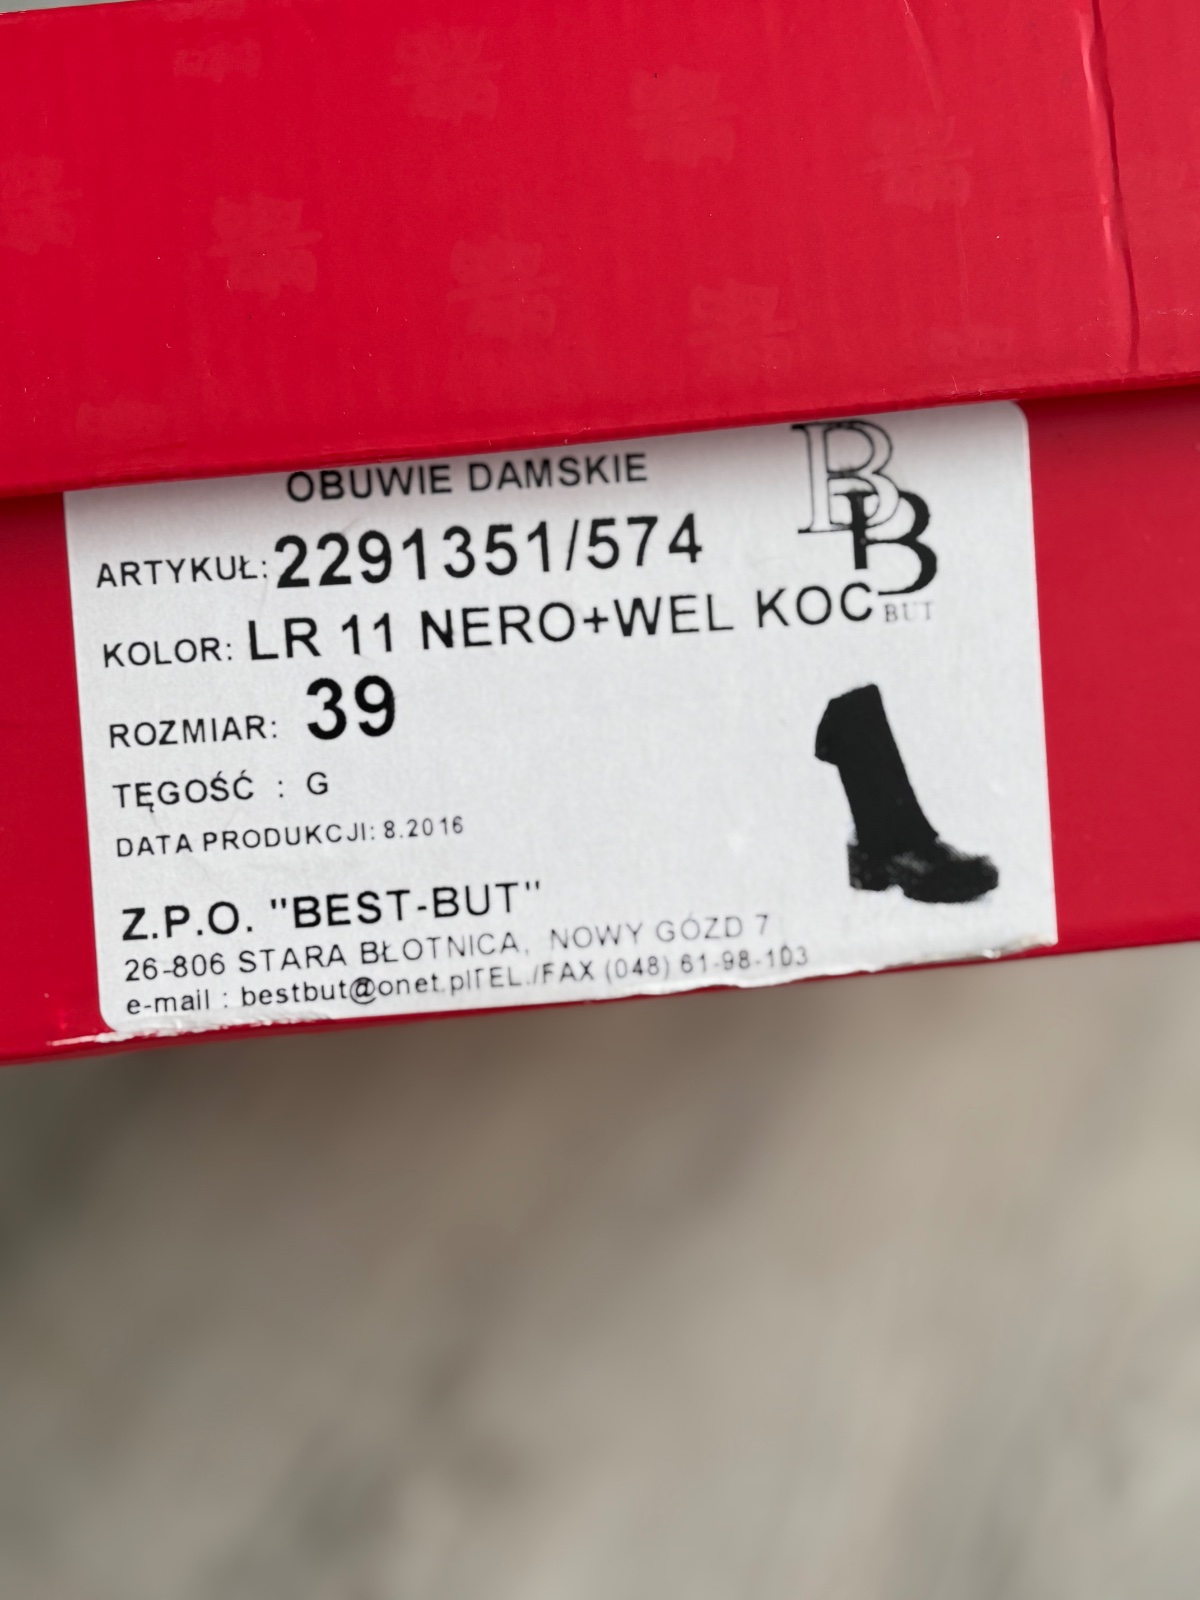 OBUWIE DAMSKIE
ARTYKUŁ: 2291351/574
KOLOR: LR 11 NERO+WEL KOC
ROZMIAR: 39
TĘGOŚĆ : G
DATA PRODUKCJI: 8.2016
Z.P.O. "BEST-BUT"
26-806 STARA BŁOTNICA, NOWY GÓZD 7
e-mail : bestbut@onet.plTEL./FAX (048) 61-98-103
BB
BUT